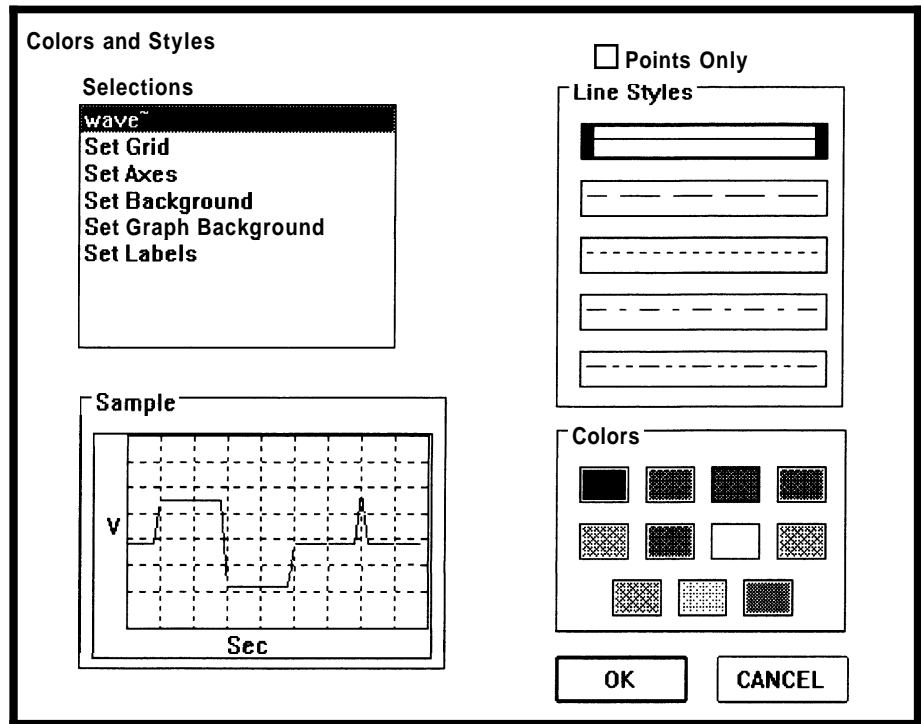 Colors and Styles
Selections
wave~
Set Grid
Set Axes
Set Background
Set Graph Background
Set Labels
Sample
V
Sec
Points Only
Line Styles
Colors
OK
CANCEL